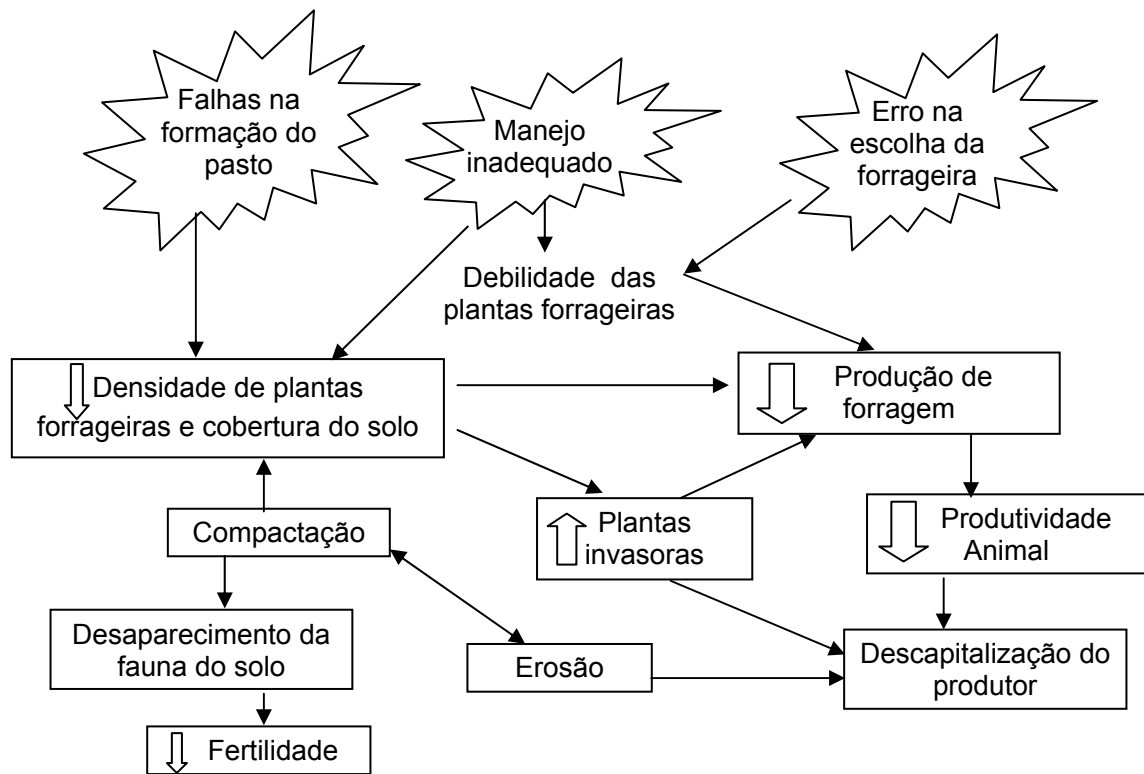 Falhas na
formação do
pasto
Manejo
inadequado
Erro na
escolha da
forrageira
Debilidade das
plantas forrageiras
Densidade de plantas
forrageiras e cobertura do solo
Produção de
forragem
Compactação
Plantas
invasoras
Produtividade
Animal
Desaparecimento da
fauna do solo
Erosão
Descapitalização do
produtor
Fertilidade